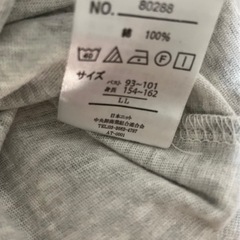 NO. 80288
綿 100%
サイズ
バスト 93-101
身長 154-162
LL
日本ニット